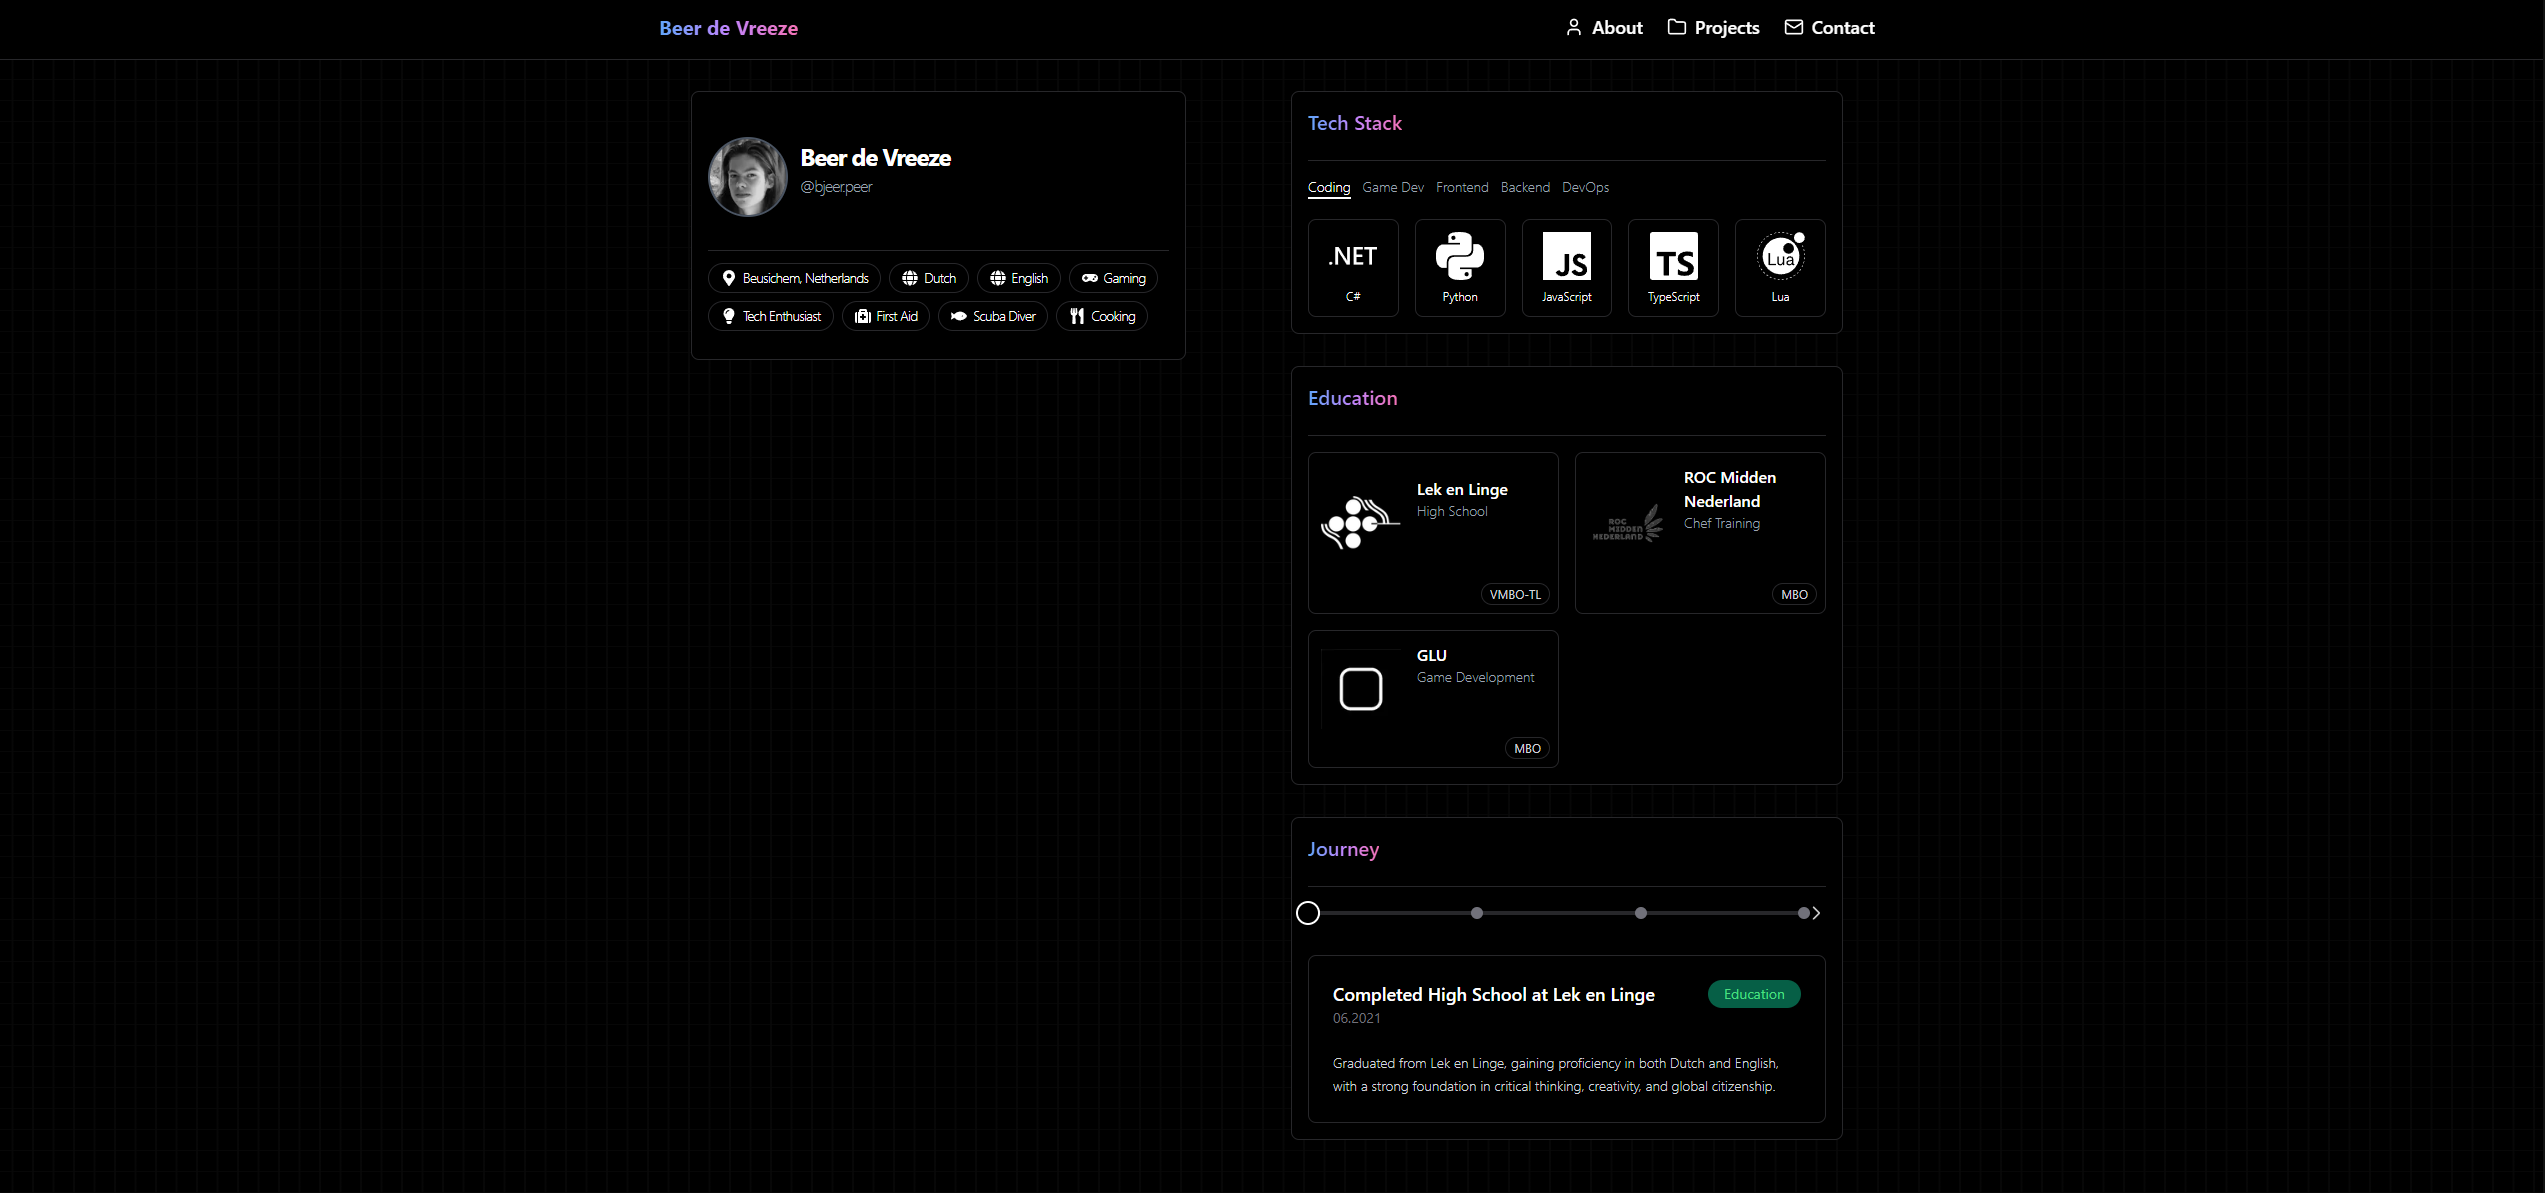 Beer de Vreeze
About
Projects
Contact
Beer de Vreeze
@bjeer.peer
Beusichem, Netherlands
Dutch
English
Gaming
Tech Enthusiast
First Aid
Scuba Diver
Cooking
Tech Stack
Coding
Game Dev
Frontend
Backend
DevOps
.NET
C#
Python
JS
JavaScript
TS
TypeScript
Lua
Lua
Education
Lek en Linge
High School
VMBO-TL
ROC
MIDDEN
NEDERLAND
ROC Midden
Nederland
Chef Training
MBO
GLU
Game Development
MBO
Journey
Completed High School at Lek en Linge
Education
06.2021
Graduated from Lek en Linge, gaining proficiency in both Dutch and English,
with a strong foundation in critical thinking, creativity, and global citizenship.